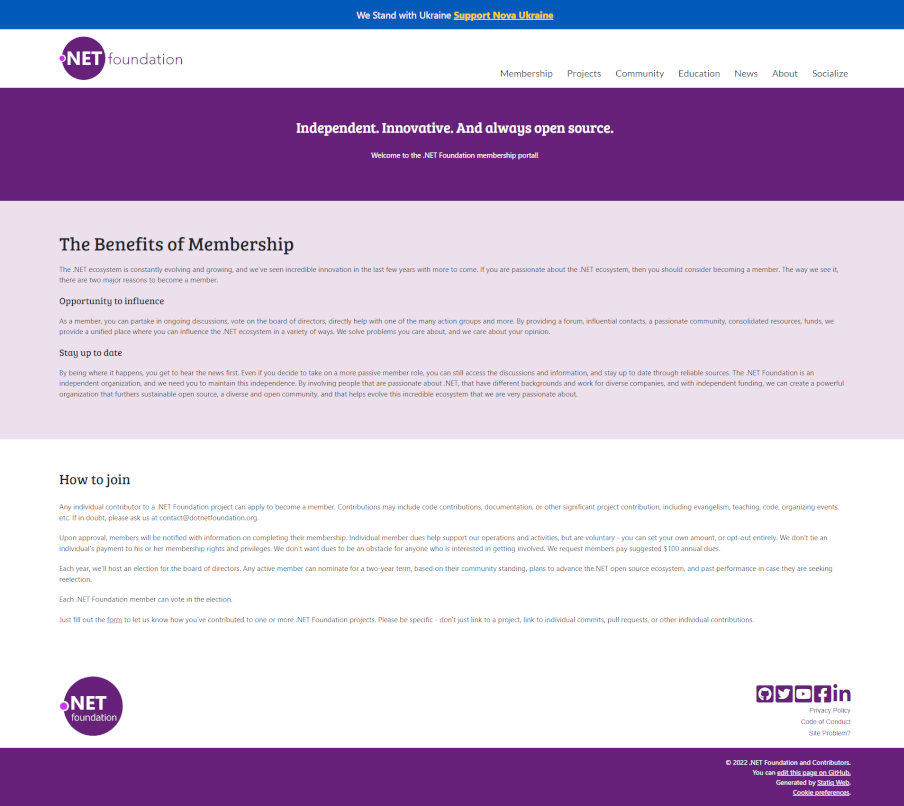 We Stand with Ukraine Support Nova Ukraine
.NET foundation
Membership Projects Community Education News About Socialize
Independent. Innovative. And always open source.
Welcome to the .NET Foundation membership portal!
The Benefits of Membership
The .NET ecosystem is constantly evolving and growing, and we've seen incredible innovation in the last few years with more to come. If you are passionate about the .NET ecosystem, then you should consider becoming a member. The way we see it,
there are two major reasons to become a member.
Opportunity to influence
As a member, you can partake in ongoing discussions, vote on the board of directors, directly help with one of the many action groups and more. By providing a forum, influential contacts, a passionate community, consolidated resources, funds, we
provide a unified place where you can influence the .NET ecosystem in a variety of ways. We solve problems you care about, and we care about your opinion.
Stay up to date
By being where it happens, you get to hear the news first. Even if you decide to take on a more passive member role, you can still access the discussions and information, and stay up to date through reliable sources. The .NET Foundation is an
independent organization, and we need you to maintain this independence. By involving people that are passionate about .NET, that have different backgrounds and work for diverse companies, and with independent funding, we can create a powerful
organization that furthers sustainable open source, a diverse and open community, and that helps evolve this incredible ecosystem that we are very passionate about.
How to join
Any individual contributor to a .NET Foundation project can apply to become a member. Contributions may include code contributions, documentation, or other significant project contribution, including evangelism, teaching, code, organizing events,
etc. If in doubt, please ask us at contact@dotnetfoundation.org.
Upon approval, members will be notified with information on completing their membership. Individual member dues help support our operations and activities, but are voluntary - you can set your own amount, or opt-out entirely. We don't tie an
individual's payment to his or her membership rights and privileges. We don't want dues to be an obstacle for anyone who is interested in getting involved. We request members pay suggested $100 annual dues.
Each year, we'll host an election for the board of directors. Any active member can nominate for a two-year term, based on their community standing, plans to advance the.NET open source ecosystem, and past performance in case they are seeking
reelection.
Each .NET Foundation member can vote in the election.
Just fill out the form to let us know how you've contributed to one or more .NET Foundation projects. Please be specific - don't just link to a project, link to individual commits, pull requests, or other individual contributions.
.NET
foundation
Privacy Policy
Code of Conduct
Site Problem?
© 2022 .NET Foundation and Contributors.
You can edit this page on GitHub.
Generated by Statiq Web.
Cookie preferences.